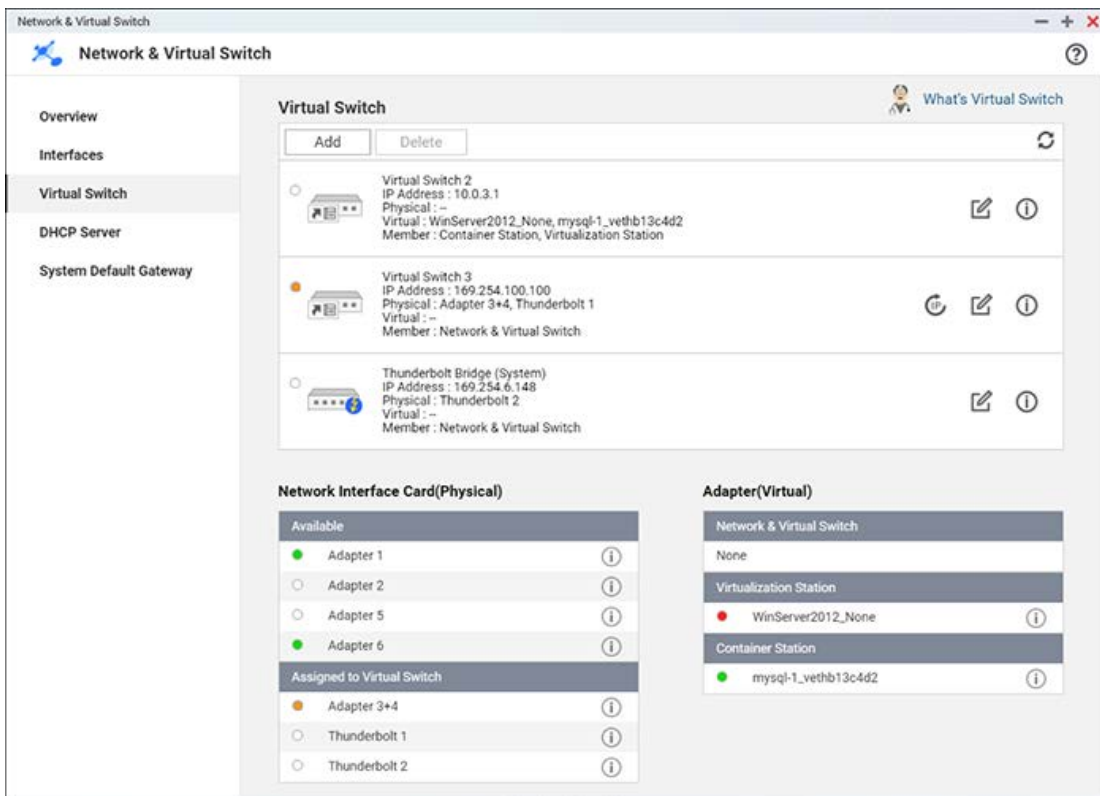 Network & Virtual Switch
Network & Virtual Switch
Overview
Interfaces
Virtual Switch
DHCP Server
System Default Gateway
Virtual Switch
What's Virtual Switch
Add
Delete
Virtual Switch 2
IP Address : 10.0.3.1
Physical : --
Virtual : WinServer2012_None, mysql-1_vethb13c4d2
Member : Container Station, Virtualization Station
Virtual Switch 3
IP Address : 169.254.100.100
Physical : Adapter 3+4, Thunderbolt 1
Virtual : --
Member : Network & Virtual Switch
IP
Thunderbolt Bridge (System)
IP Address : 169.254.6.148
Physical : Thunderbolt 2
Virtual : --
Member : Network & Virtual Switch
Network Interface Card(Physical)
Available
Adapter 1
Adapter 2
Adapter 5
Adapter 6
Assigned to Virtual Switch
Adapter 3+4
Thunderbolt 1
Thunderbolt 2
Adapter(Virtual)
Network & Virtual Switch
None
Virtualization Station
WinServer2012_None
Container Station
mysql-1_vethb13c4d2